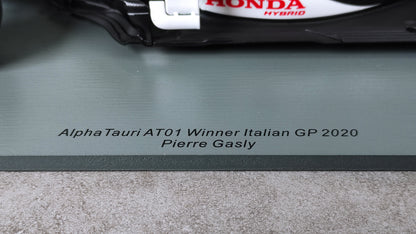 HONDA
HYBRID
AlphaTauri AT01 Winner Italian GP 2020
Pierre Gasly